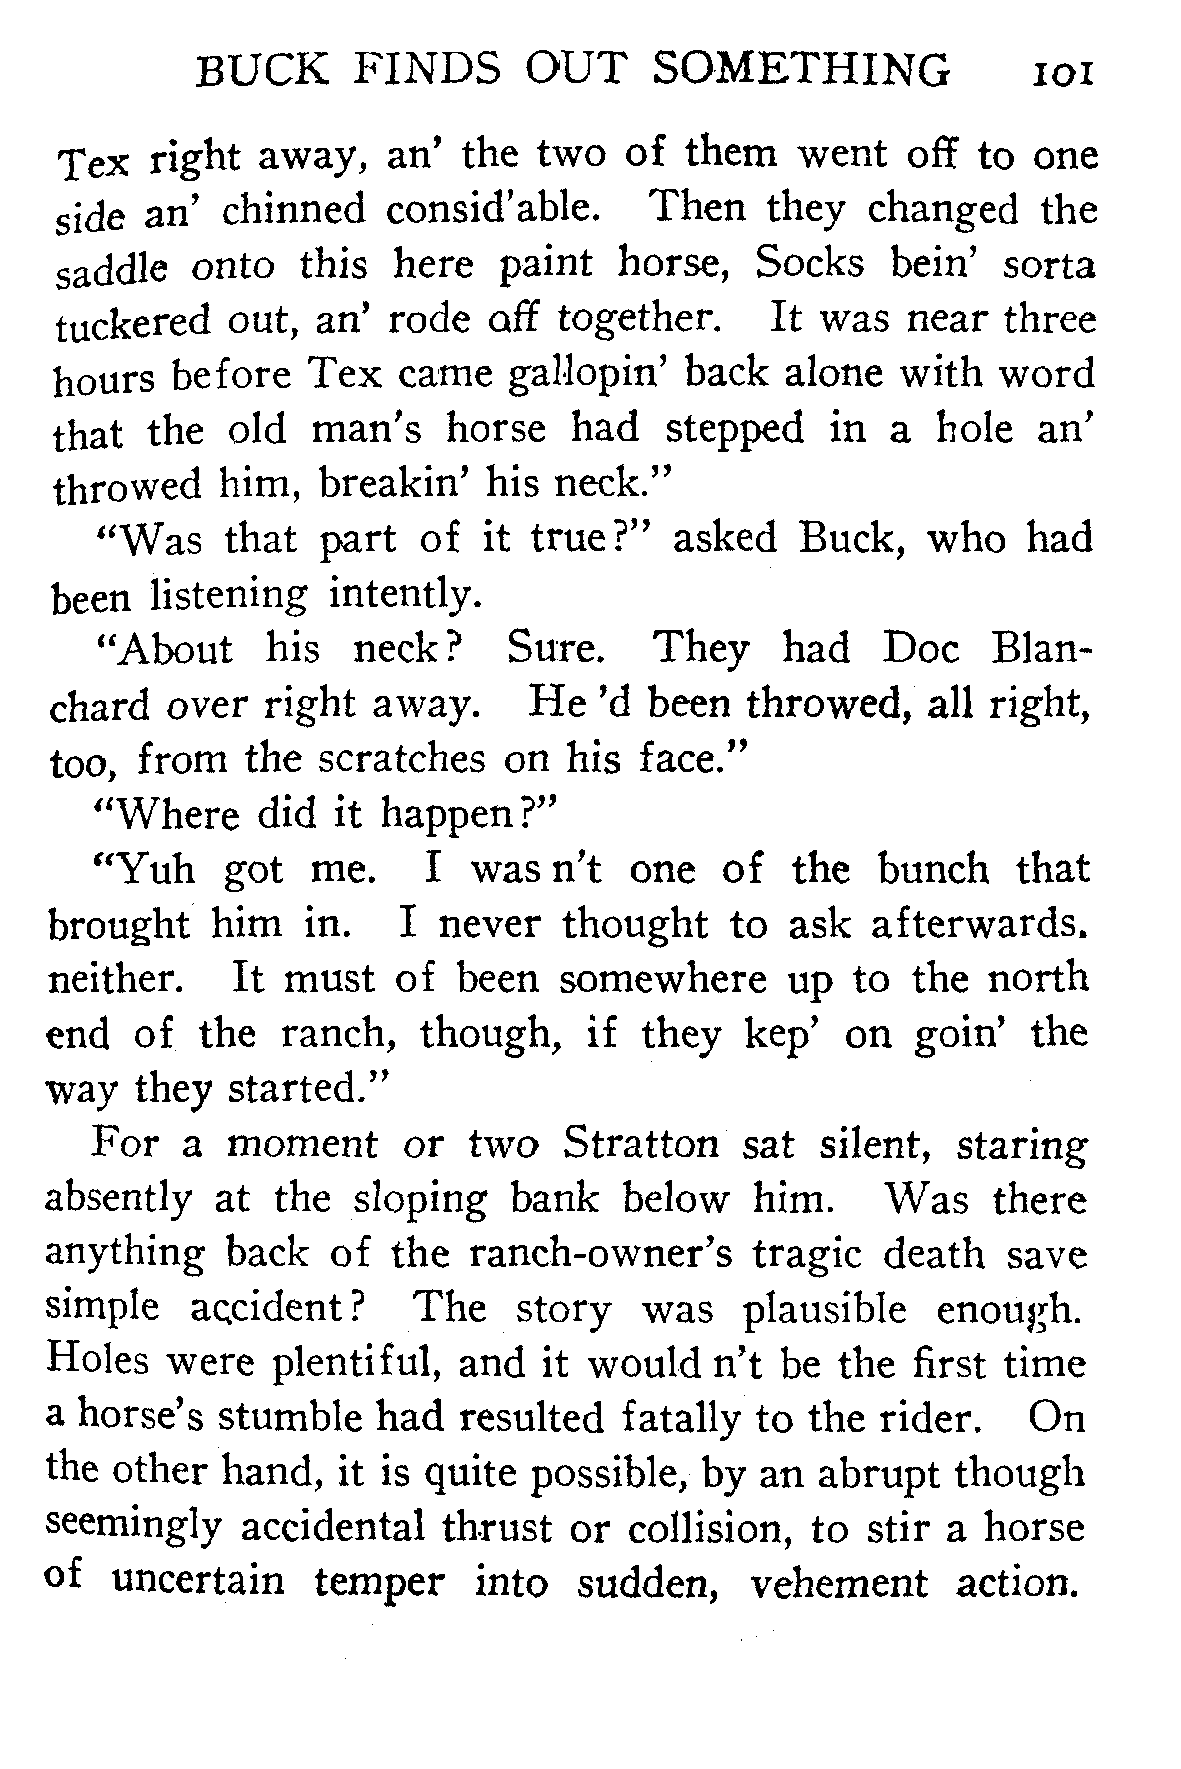 BUCK FINDS OUT SOMETHING 101
Tex right away, an' the two of them went off to one
side an' chinned consid'able. Then they changed the
saddle onto this here paint horse, Socks bein' sorta
tuckered out, an' rode off together. It was near three
hours before Tex came gallopin' back alone with word
that the old man's horse had stepped in a hole an'
throwed him, breakin' his neck."
"Was that part of it true?" asked Buck, who had
been listening intently.
"About his neck? Sure. They had Doc Blan-
chard over right away. He 'd been throwed, all right,
too, from the scratches on his face."
"Where did it happen?"
"Yuh got me. I was n't one of the bunch that
brought him in. I never thought to ask afterwards.
neither. It must of been somewhere up to the north
end of the ranch, though, if they kep' on goin' the
way they started."
For a moment or two Stratton sat silent, staring
absently at the sloping bank below him. Was there
anything back of the ranch-owner's tragic death save
simple accident? The story was plausible enough.
Holes were plentiful, and it would n't be the first time
a horse's stumble had resulted fatally to the rider. On
the other hand, it is quite possible, by an abrupt though
seemingly accidental thrust or collision, to stir a horse
of uncertain temper into sudden, vehement action.